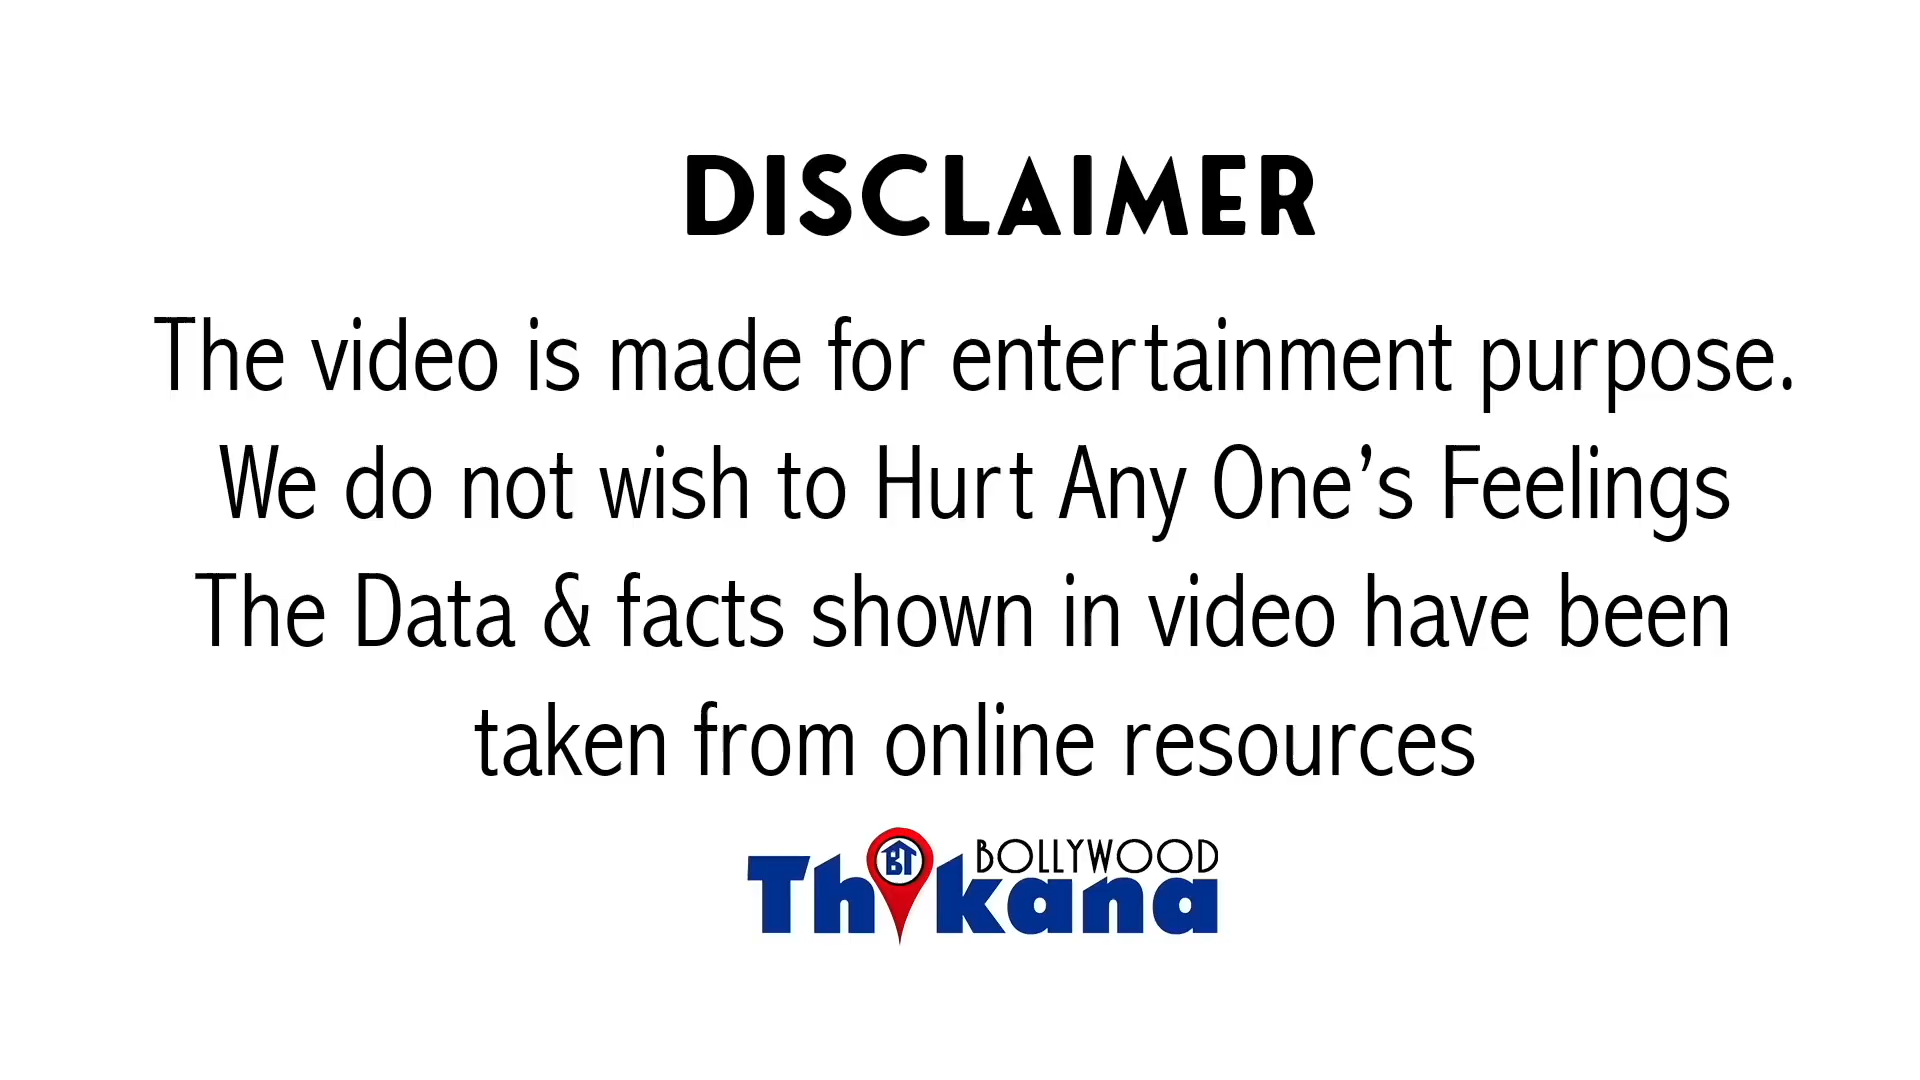 DISCLAIMER
The video is made for entertainment purpose.
We do not wish to Hurt Any One’s Feelings
The Data & facts shown in video have been
taken from online resources
BT BOLLYWOOD
Thikana